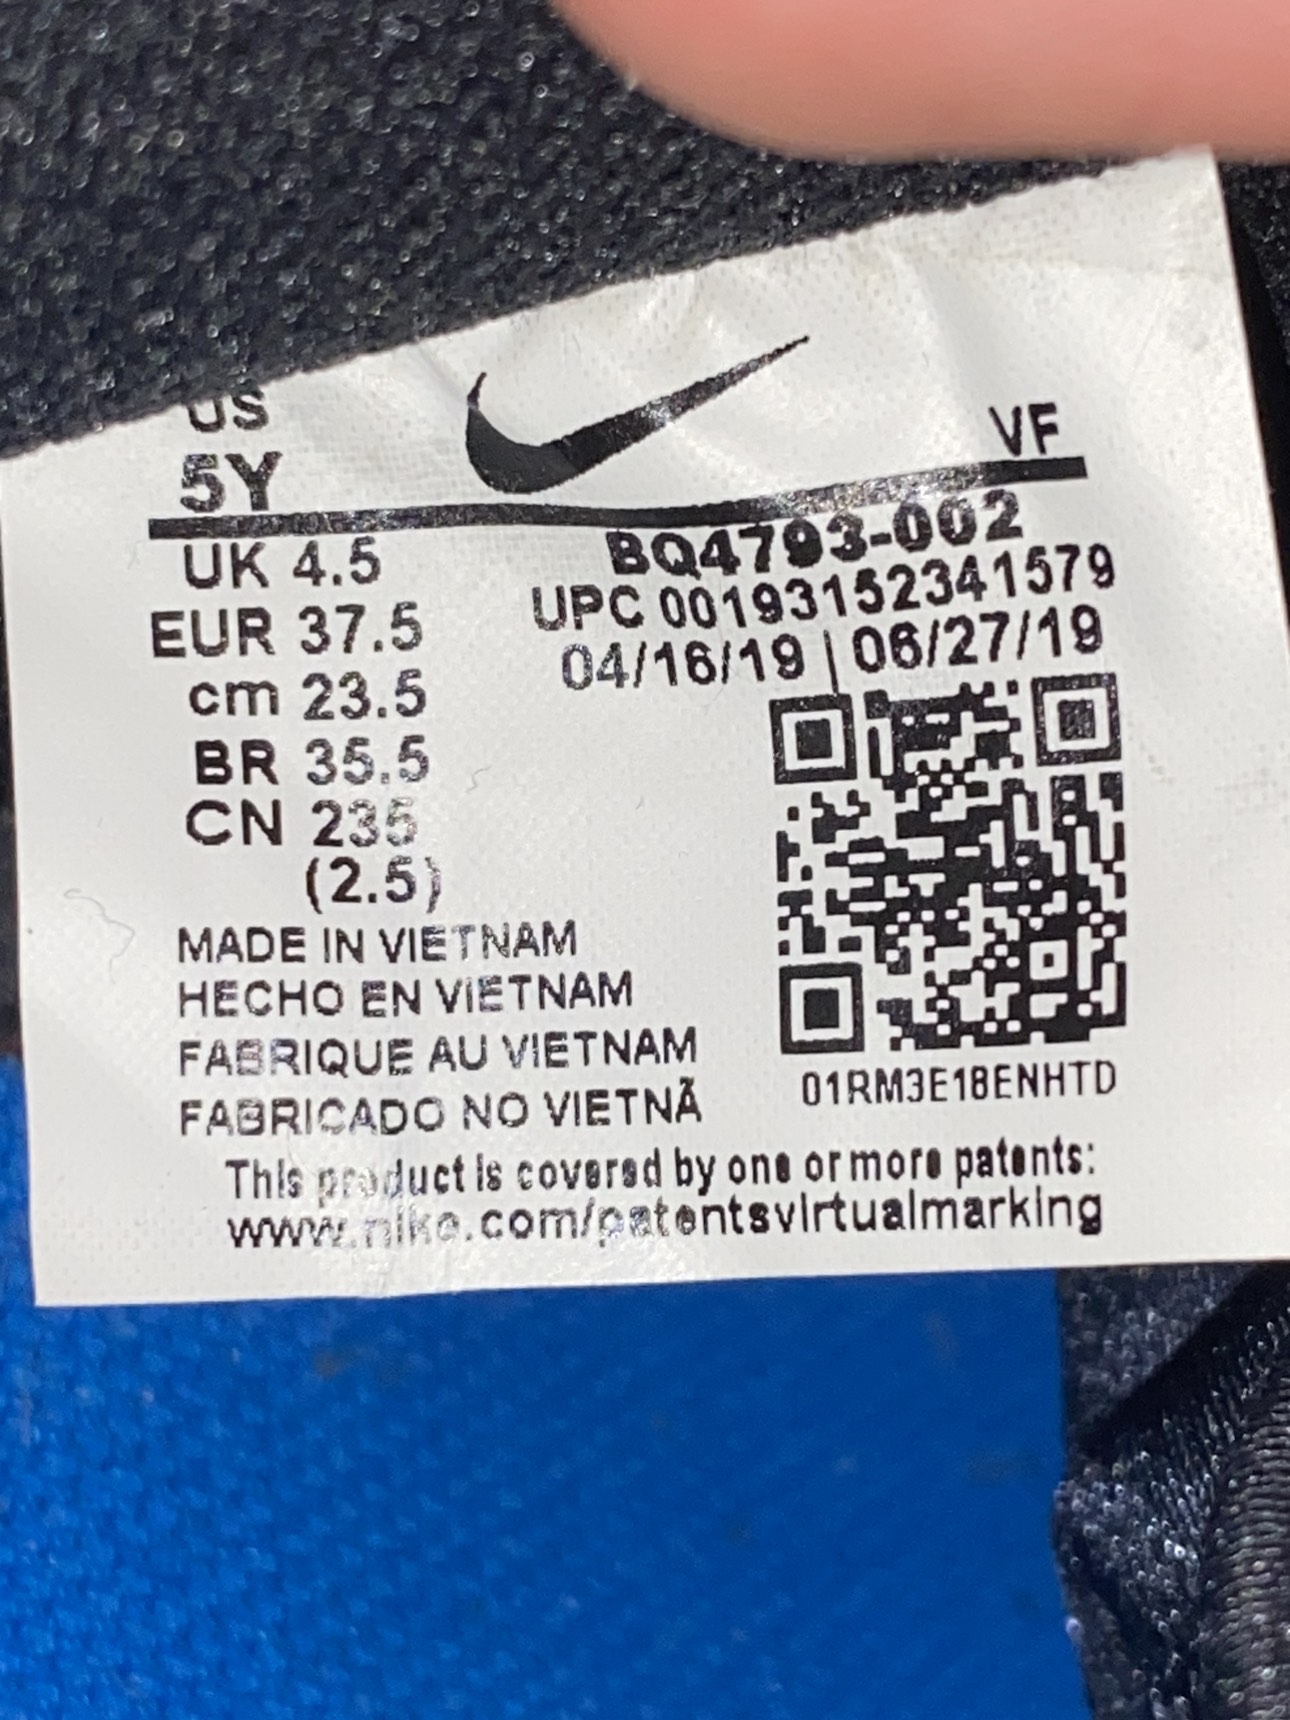 US
5Y
VF
UK 4.5
EUR 37.5
cm 23.5
BR 35.5
CN 235
(2.5)
BQ4793-002
UPC 00193152341579
04/16/19 | 06/27/19
01RM3E18ENHTD
MADE IN VIETNAM
HECHO EN VIETNAM
FABRIQUE AU VIETNAM
FABRICADO NO VIETNÃ
This product is covered by one or more patents:
www.nike.com/patentsvirtualmarking